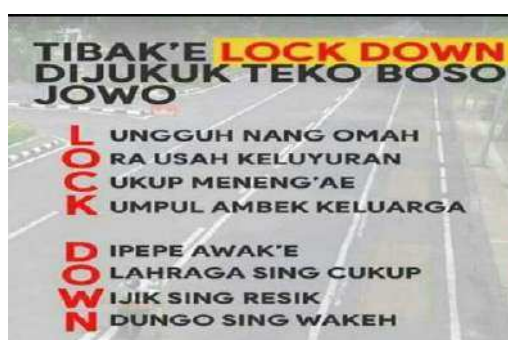 TIBAK'E LOCK DOWN
DIJUKUK TEKO BOSO
JOWO
LUNGGUH NANG OMAH
ORA USAH KELUYURAN
CUKUP MENENG'AE
KUMPUL AMBEK KELUARGA
DIPEPE AWAK'E
OLAHRAGA SING CUKUP
WIJIK SING RESIK
NDUNGO SING WAKEH